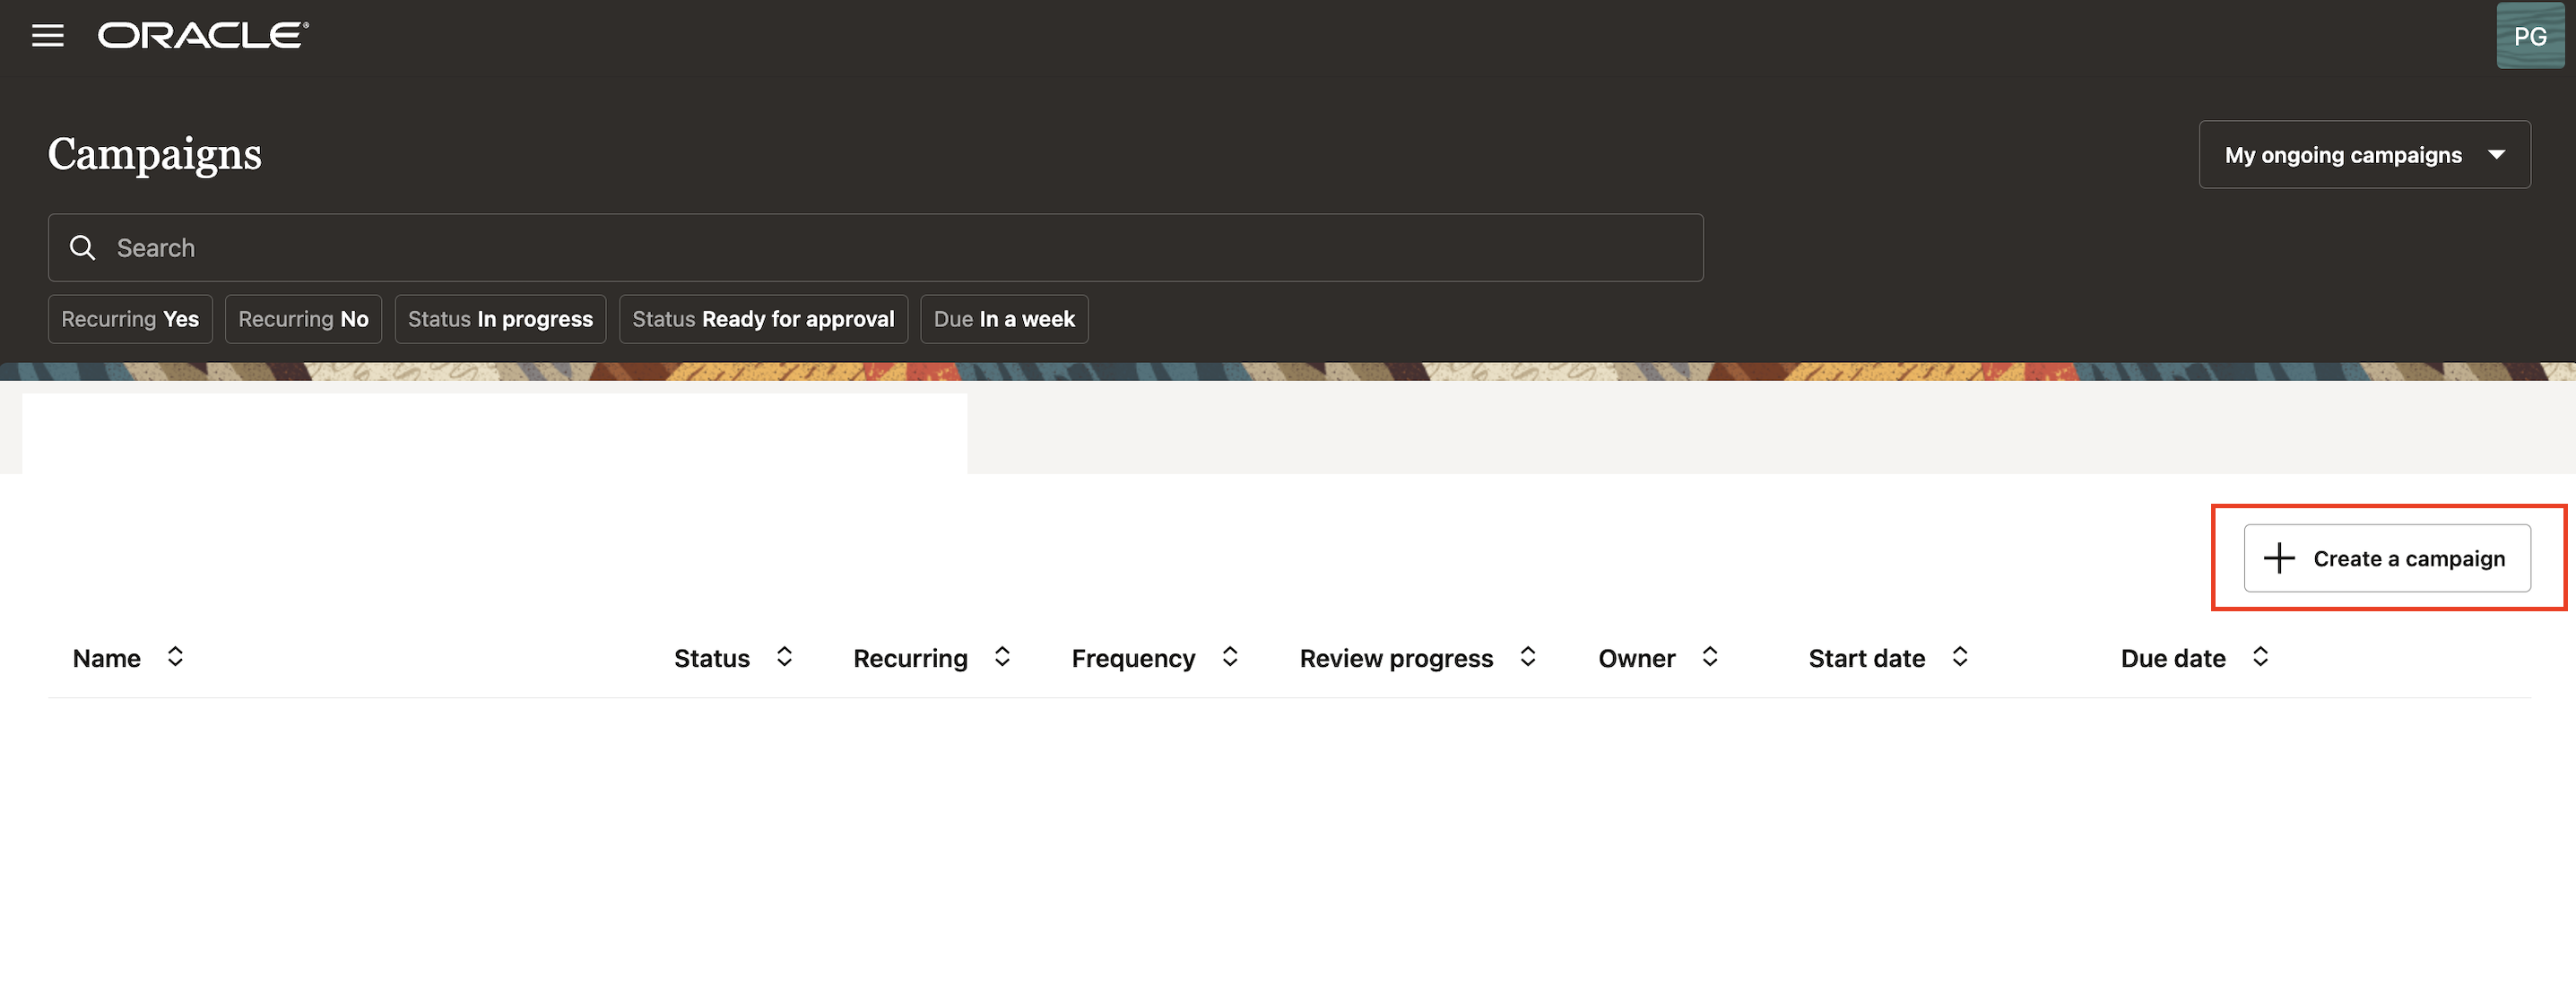 ORACLE®
PG
Campaigns
My ongoing campaigns
Search
Recurring Yes Recurring No Status In progress Status Ready for approval Due In a week
Create a campaign
Name Status Recurring Frequency Review progress Owner Start date Due date